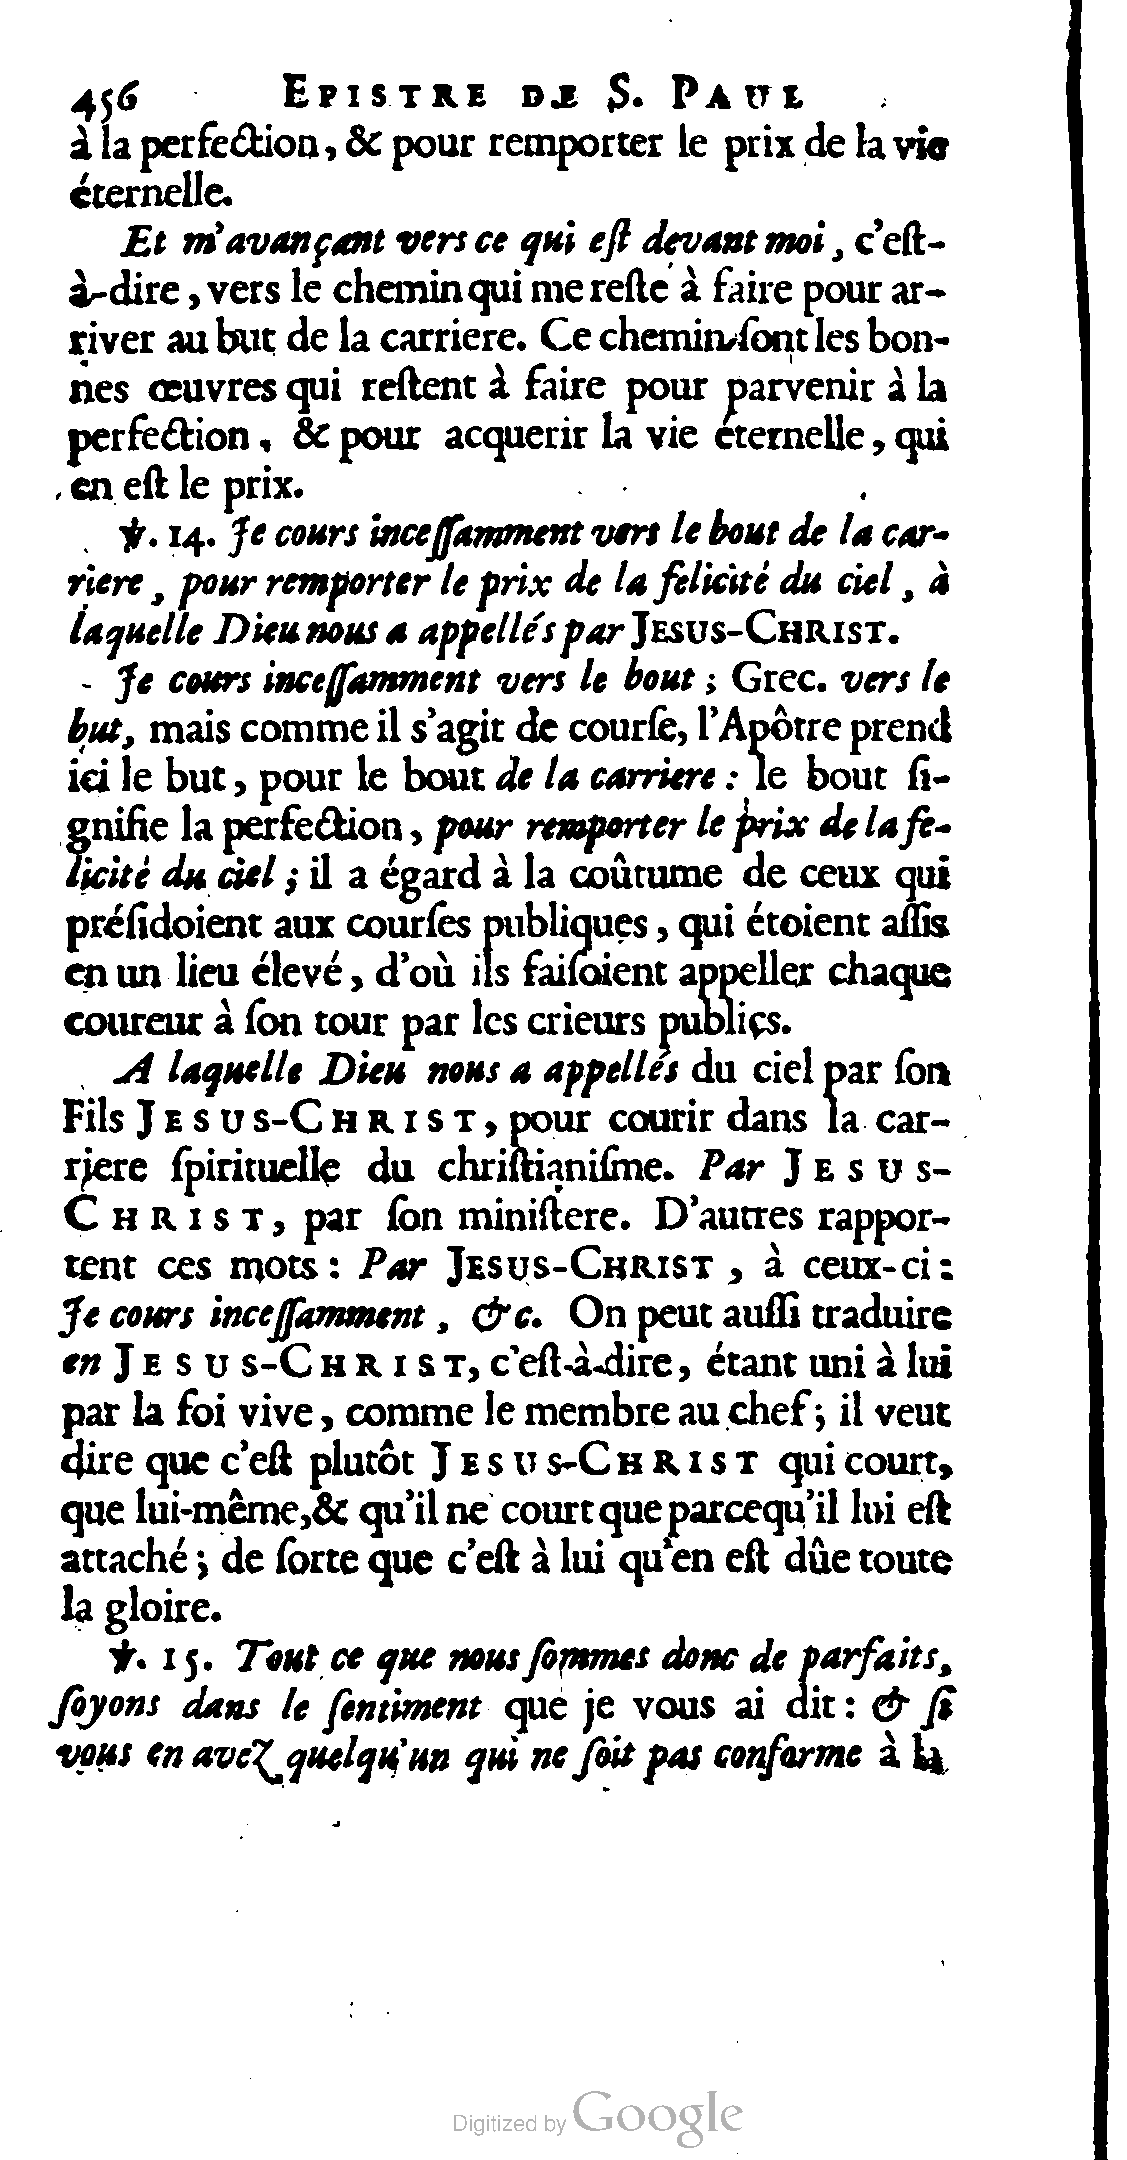 456 EPISTRE DE S. PAUL
à la perfection, & pour remporter le prix de la vie
éternelle.
Et m'avançant vers ce qui eſt devant moi, c'eſt-
à-dire, vers le chemin qui me reſte à faire pour ar-
river au but de la carriere. Ce chemin ſont les bon-
nes œuvres qui reſtent à faire pour parvenir à la
perfection, & pour acquerir la vie éternelle, qui
en eſt le prix.
℣. 14. Je cours inceſſamment vers le bout de la car-
riere, pour remporter le prix de la felicité du ciel, à
laquelle Dieu nous a appellés par JESUS-CHRIST.
Je cours inceſſamment vers le bout; Grec. vers le
but, mais comme il s'agit de courſe, l'Apôtre prend
ici le but, pour le bout de la carriere: le bout ſi-
gnifie la perfection, pour remporter le prix de la fe-
licité du ciel; il a égard à la coûtume de ceux qui
préſidoient aux courſes publiques, qui étoient aſſis
en un lieu élevé, d'où ils faiſoient appeller chaque
coureur à ſon tour par les crieurs publics.
A laquelle Dieu nous a appellés du ciel par ſon
Fils JESUS-CHRIST, pour courir dans la car-
riere ſpirituelle du chriſtianiſme. Par JESUS-
CHRIST, par ſon miniſtere. D'autres rappor-
tent ces mots: Par JESUS-CHRIST, à ceux-ci:
Je cours inceſſamment, &c. On peut auſſi traduire
en JESUS-CHRIST, c'eſt-à-dire, étant uni à lui
par la foi vive, comme le membre au chef; il veut
dire que c'eſt plutôt JESUS-CHRIST qui court,
que lui-même, & qu'il ne court que parcequ'il lui eſt
attaché; de ſorte que c'eſt à lui qu'en eſt dûe toute
la gloire.
℣. 15. Tout ce que nous ſommes donc de parfaits,
ſoyons dans le ſentiment que je vous ai dit: & ſi
vous en avez quelqu'un qui ne ſoit pas conforme à la
Digitized by Google